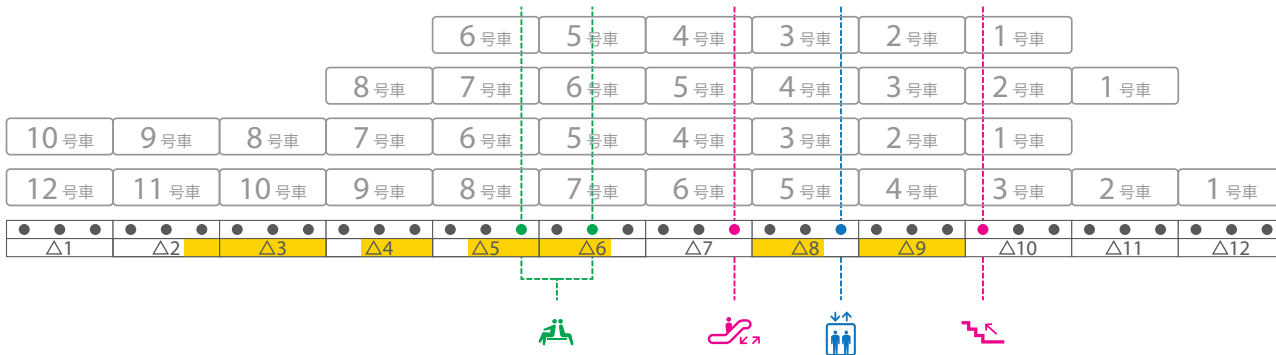 6号車 5号車 4号車 3号車 2号車 1号車
8号車 7号車 6号車 5号車 4号車 3号車 2号車 1号車
10号車 9号車 8号車 7号車 6号車 5号車 4号車 3号車 2号車 1号車
12号車 11号車 10号車 9号車 8号車 7号車 6号車 5号車 4号車 3号車 2号車 1号車
△1 △2 △3 △4 △5 △6 △7 △8 △9 △10 △11 △12